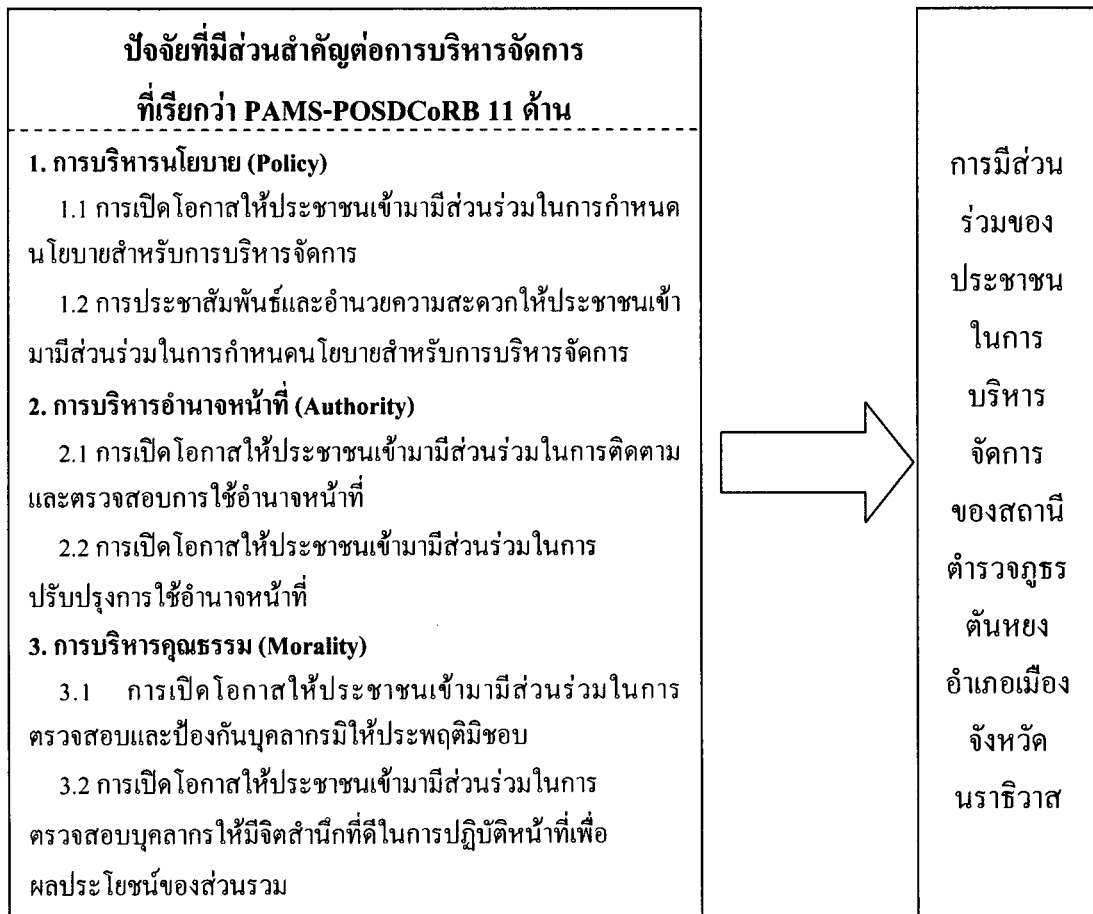 ปัจจัยที่มีส่วนสำคัญต่อการบริหารจัดการ
ที่เรียกว่า PAMS-POSDCoRB 11 ด้าน
1. การบริหารนโยบาย (Policy)
1.1 การเปิดโอกาสให้ประชาชนเข้ามามีส่วนร่วมในการกำหนด
นโยบายสำหรับการบริหารจัดการ
1.2 การประชาสัมพันธ์และอำนวยความสะดวกให้ประชาชนเข้า
มามีส่วนร่วมในการกำหนดนโยบายสำหรับการบริหารจัดการ
2. การบริหารอำนาจหน้าที่ (Authority)
2.1 การเปิดโอกาสให้ประชาชนเข้ามามีส่วนร่วมในการติดตาม
และตรวจสอบการใช้อำนาจหน้าที่
2.2 การเปิดโอกาสให้ประชาชนเข้ามามีส่วนร่วมในการ
ปรับปรุงการใช้อำนาจหน้าที่
3. การบริหารคุณธรรม (Morality)
3.1 การเปิดโอกาสให้ประชาชนเข้ามามีส่วนร่วมในการ
ตรวจสอบและป้องกันบุคลากรมิให้ประพฤติมิชอบ
3.2 การเปิดโอกาสให้ประชาชนเข้ามามีส่วนร่วมในการ
ตรวจสอบบุคลากรให้มีจิตสำนึกที่ดีในการปฏิบัติหน้าที่เพื่อ
ผลประโยชน์ของส่วนรวม
การมีส่วน
ร่วมของ
ประชาชน
ในการ
บริหาร
จัดการ
ของสถานี
ตำรวจภูธร
ตันหยง
อำเภอเมือง
จังหวัด
นราธิวาส